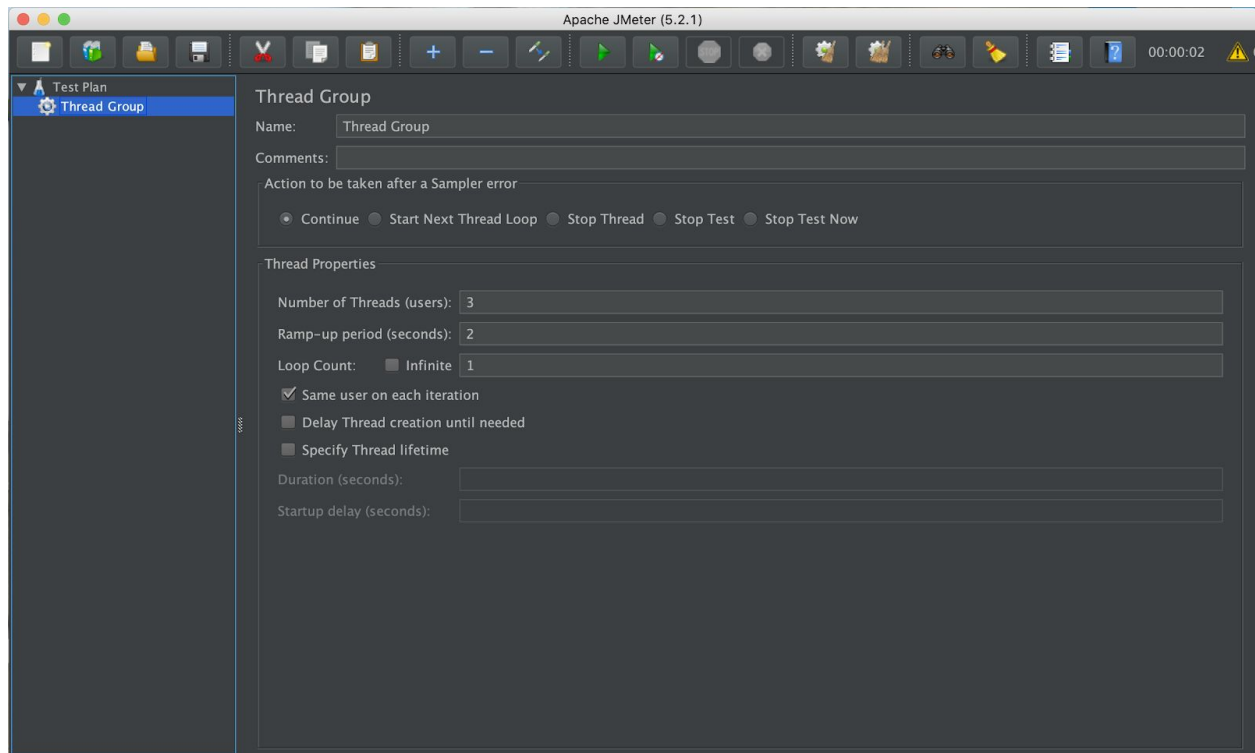 Apache JMeter (5.2.1)
00:00:02
Test Plan
Thread Group
Thread Group
Name: Thread Group
Comments:
Action to be taken after a Sampler error
Continue Start Next Thread Loop Stop Thread Stop Test Stop Test Now
Thread Properties
Number of Threads (users): 3
Ramp-up period (seconds): 2
Loop Count: Infinite 1
Same user on each iteration
Delay Thread creation until needed
Specify Thread lifetime
Duration (seconds):
Startup delay (seconds):